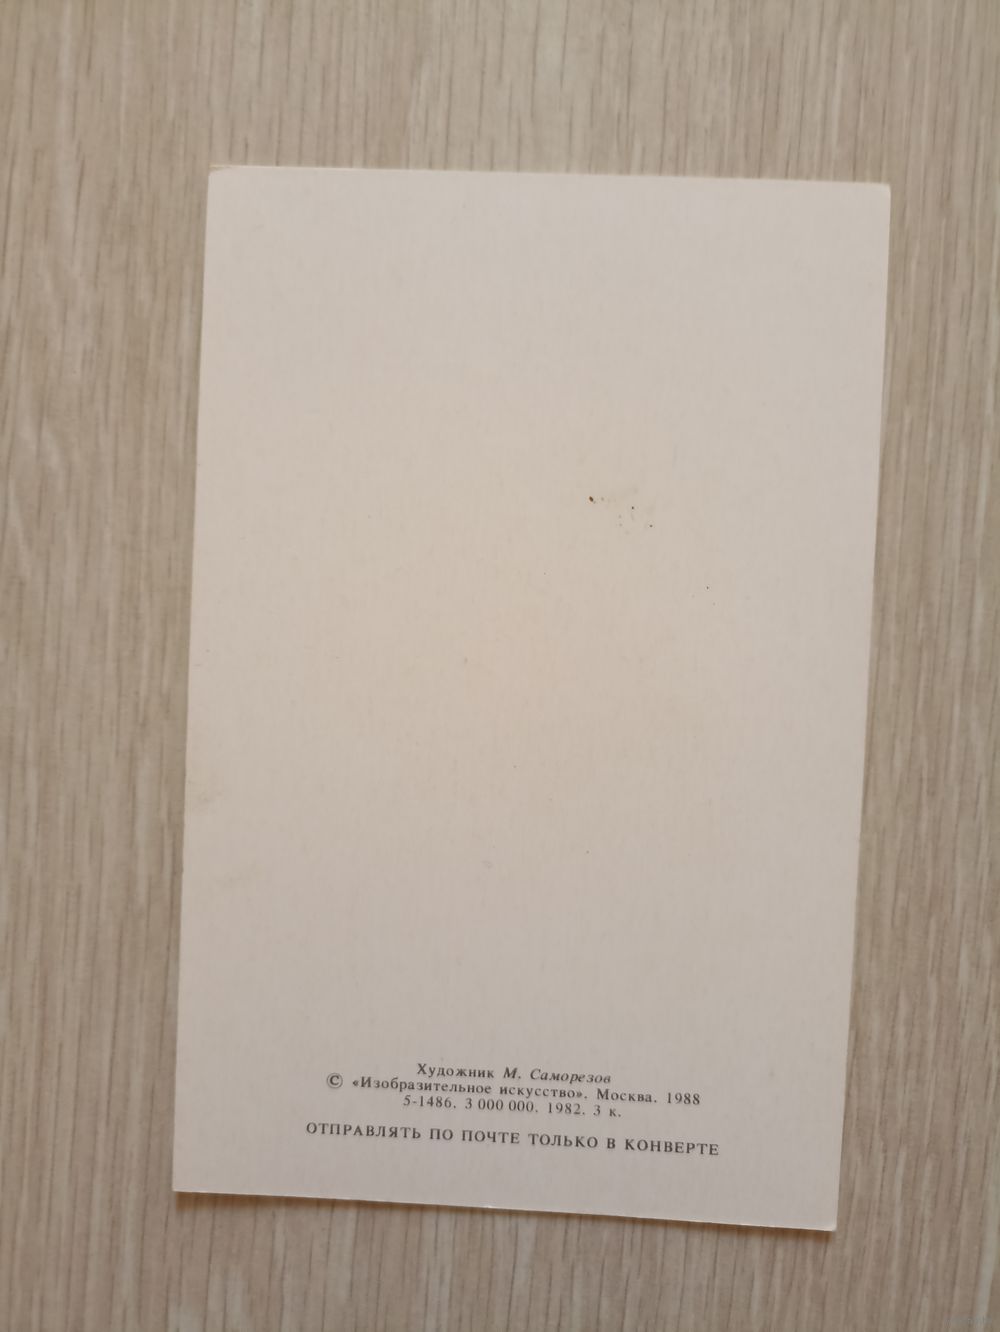 Художник М. Саморезов
© «Изобразительное искусство». Москва. 1988
5-1486. 3 000 000. 1982. 3 к.
ОТПРАВЛЯТЬ ПО ПОЧТЕ ТОЛЬКО В КОНВЕРТЕ